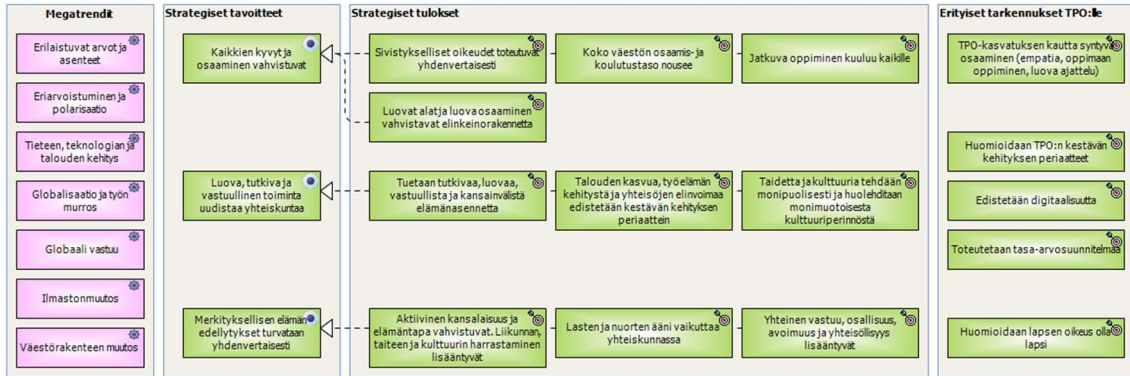 Megatrendit
Erilaistuvat arvot ja
asenteet
Eriarvoistuminen ja
polarisaatio
Tieteen, teknologian ja
talouden kehitys
Globalisaatio ja työn
murros
Globaali vastuu
Ilmastonmuutos
Väestörakenteen muutos
Strategiset tavoitteet
Kaikkien kyvyt ja
osaaminen vahvistuvat
Luova, tutkiva ja
vastuullinen toiminta
uudistaa yhteiskuntaa
Merkityksellisen elämän
edellytykset turvataan
yhdenvertaisesti
Strategiset tulokset
Sivistykselliset oikeudet toteutuvat
yhdenvertaisesti
Koko väestön osaamis- ja
koulutustaso nousee
Jatkuva oppiminen kuuluu kaikille
Luovat alat ja luova osaaminen
vahvistavat elinkeinorakennetta
Tuetaan tutkivaa, luovaa,
vastuullista ja kansainvälistä
elämänasennetta
Talouden kasvua, työelämän
kehitystä ja yhteisöjen elinvoimaa
edistetään kestävän kehityksen
periaattein
Taidetta ja kulttuuria tehdään
monipuolisesti ja huolehditaan
monimuotoisesta
kulttuuriperinnöstä
Aktiivinen kansalaisuus ja
elämäntapa vahvistuvat. Liikunnan,
taiteen ja kulttuurin harrastaminen
lisääntyvät
Lasten ja nuorten ääni vaikuttaa
yhteiskunnassa
Yhteinen vastuu, osallisuus,
avoimuus ja yhteisöllisyys
lisääntyvät
Erityiset tarkennukset TPO:lle
TPO-kasvatuksen kautta syntyvä
osaaminen (empatia, oppimaan
oppiminen, luova ajattelu)
Huomioidaan TPO:n kestävän
kehityksen periaatteet
Edistetään digitaalisuutta
Toteutetaan tasa-arvosuunnitelmaa
Huomioidaan lapsen oikeus olla
lapsi